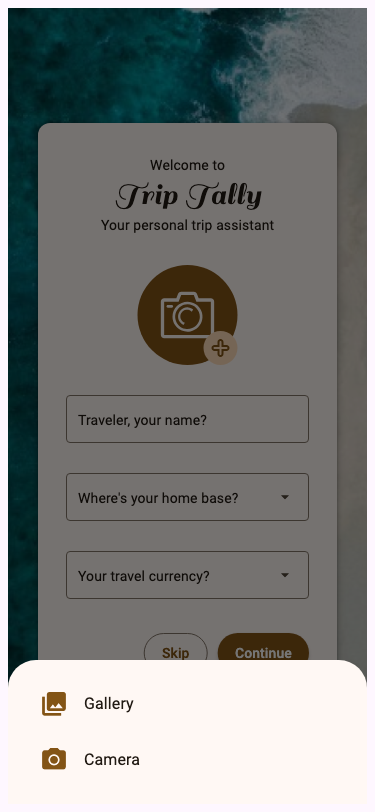 Welcome to
Trip Tally
Your personal trip assistant
Traveler, your name?
Where's your home base?
Your travel currency?
Skip
Continue
Gallery
Camera